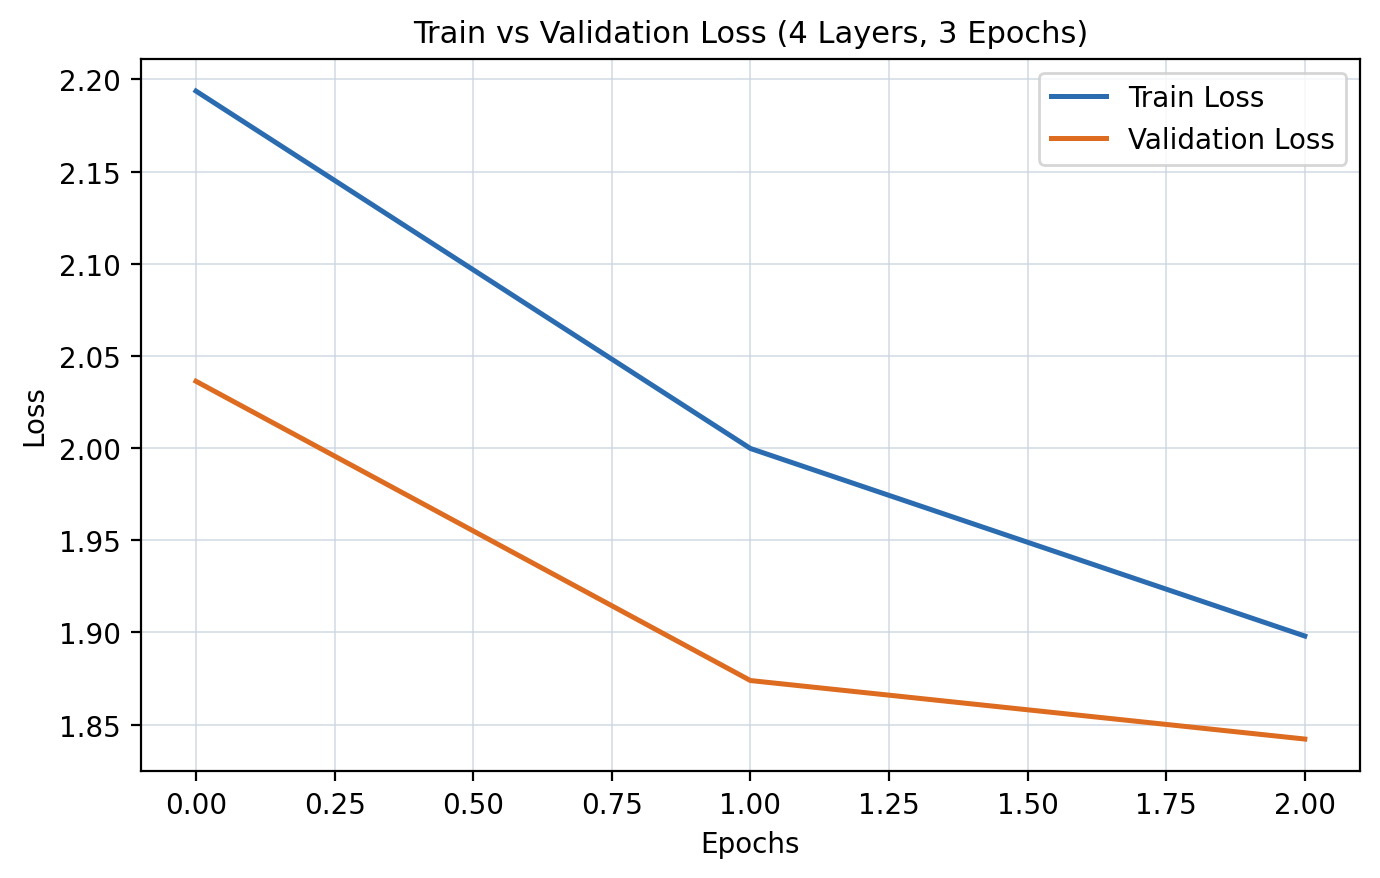 Train vs Validation Loss (4 Layers, 3 Epochs)
Train Loss
Validation Loss
2.20
2.15
2.10
2.05
2.00
1.95
1.90
1.85
Loss
0.00 0.25 0.50 0.75 1.00 1.25 1.50 1.75 2.00
Epochs